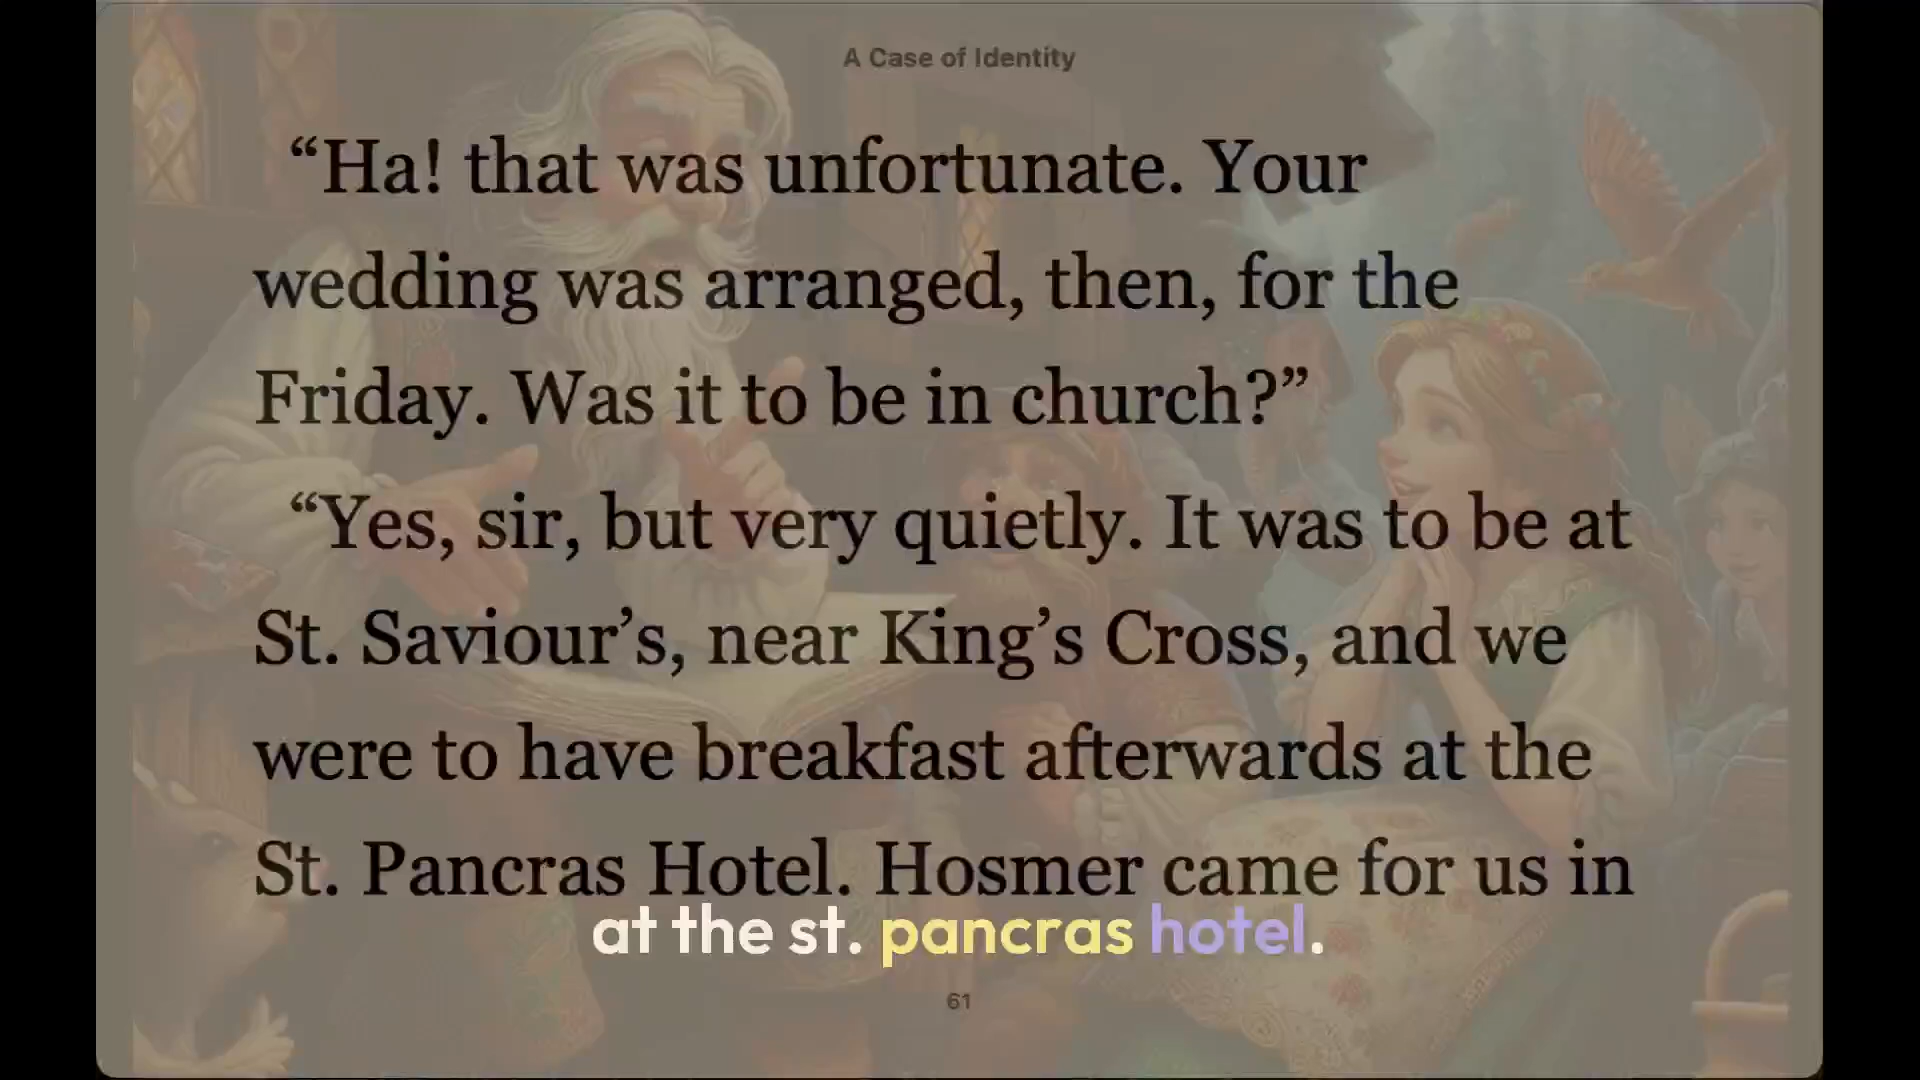 A Case of Identity
“Ha! that was unfortunate. Your
wedding was arranged, then, for the
Friday. Was it to be in church?”
“Yes, sir, but very quietly. It was to be at
St. Saviour’s, near King’s Cross, and we
were to have breakfast afterwards at the
St. Pancras Hotel. Hosmer came for us in
at the st. pancras hotel.
61